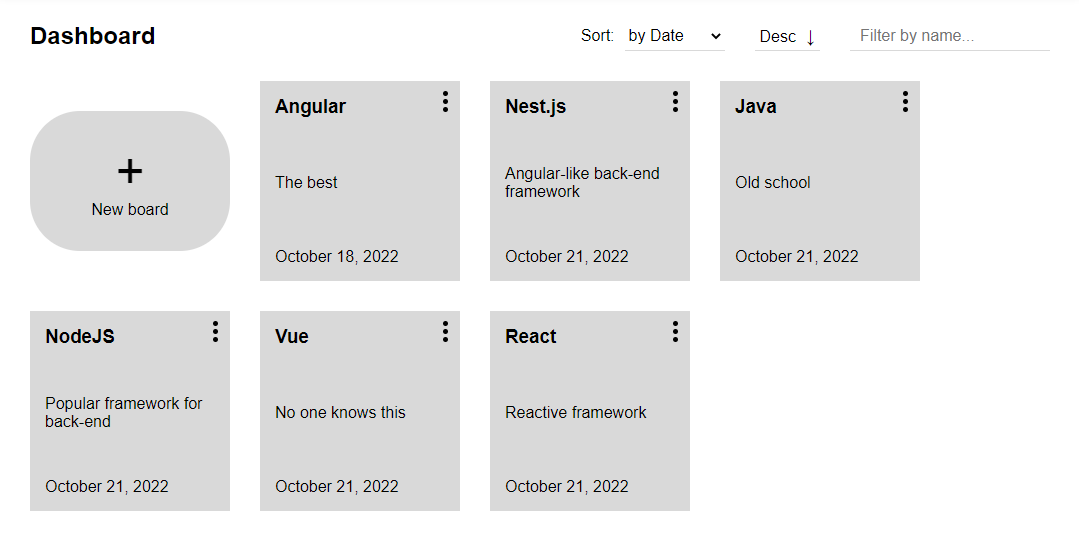 Dashboard
Sort: by Date Desc ↓ Filter by name...
+
New board
Angular
The best
October 18, 2022
Nest.js
Angular-like back-end
framework
October 21, 2022
Java
Old school
October 21, 2022
NodeJS
Popular framework for
back-end
October 21, 2022
Vue
No one knows this
October 21, 2022
React
Reactive framework
October 21, 2022